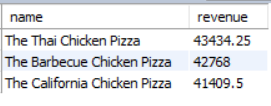 name revenue
The Thai Chicken Pizza 43434.25
The Barbecue Chicken Pizza 42768
The California Chicken Pizza 41409.5